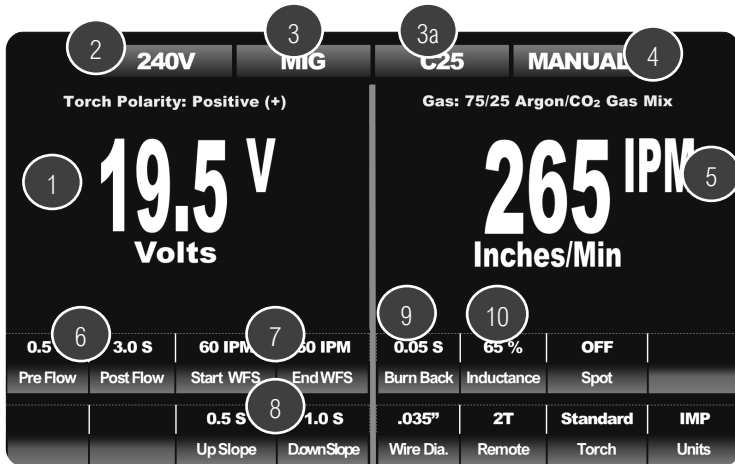 2 240V 3 MIG 3a C25 MANUAL 4
Torch Polarity: Positive (+) Gas: 75/25 Argon/CO₂ Gas Mix
1 19.5 V 265 IPM 5
Volts Inches/Min
6 7 9 10
0.5 3.0 S 60 IPM IPM 0.05 S 65 % OFF
Pre Flow Post Flow Start WFS End WFS Burn Back Inductance Spot
8
0.5 S 1.0 S .035” 2T Standard IMP
Up Slope DownSlope Wire Dia. Remote Torch Units